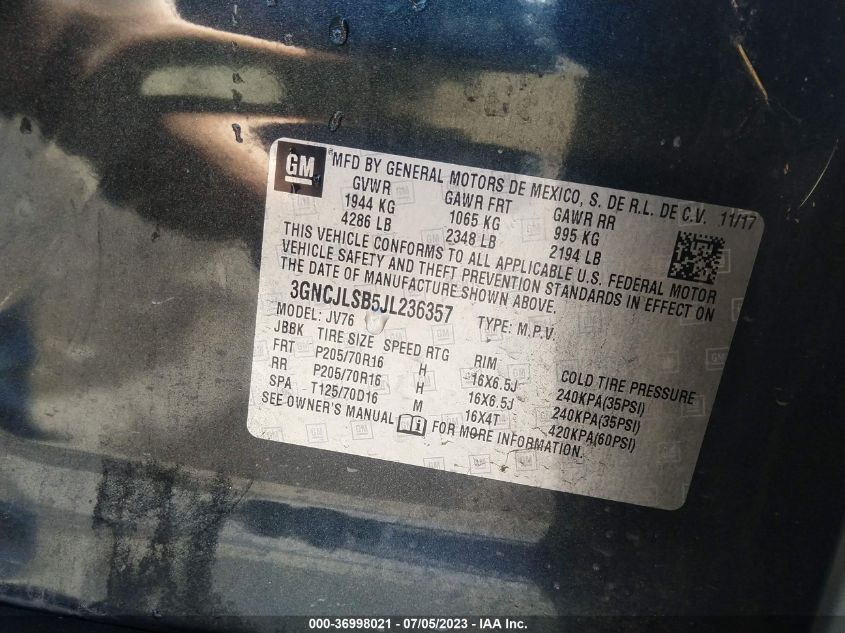 GM ®MFD BY GENERAL MOTORS DE MEXICO, S. DE R.L. DE C.V. 11/17
GVWR GAWR FRT GAWR RR
1944 KG 1065 KG 995 KG
4286 LB 2348 LB 2194 LB
THIS VEHICLE CONFORMS TO ALL APPLICABLE U.S. FEDERAL MOTOR
VEHICLE SAFETY AND THEFT PREVENTION STANDARDS IN EFFECT ON
THE DATE OF MANUFACTURE SHOWN ABOVE.
3GNCJLSB5JL236357 TYPE: M.P.V.
MODEL: JV76
JBBK TIRE SIZE SPEED RTG RIM COLD TIRE PRESSURE
FRT P205/70R16 H 16X6.5J 240KPA(35PSI)
RR P205/70R16 H 16X6.5J 240KPA(35PSI)
SPA T125/70D16 M 16X4T 420KPA(60PSI)
SEE OWNER'S MANUAL FOR MORE INFORMATION.
000-36998021 - 07/05/2023 - IAA Inc.